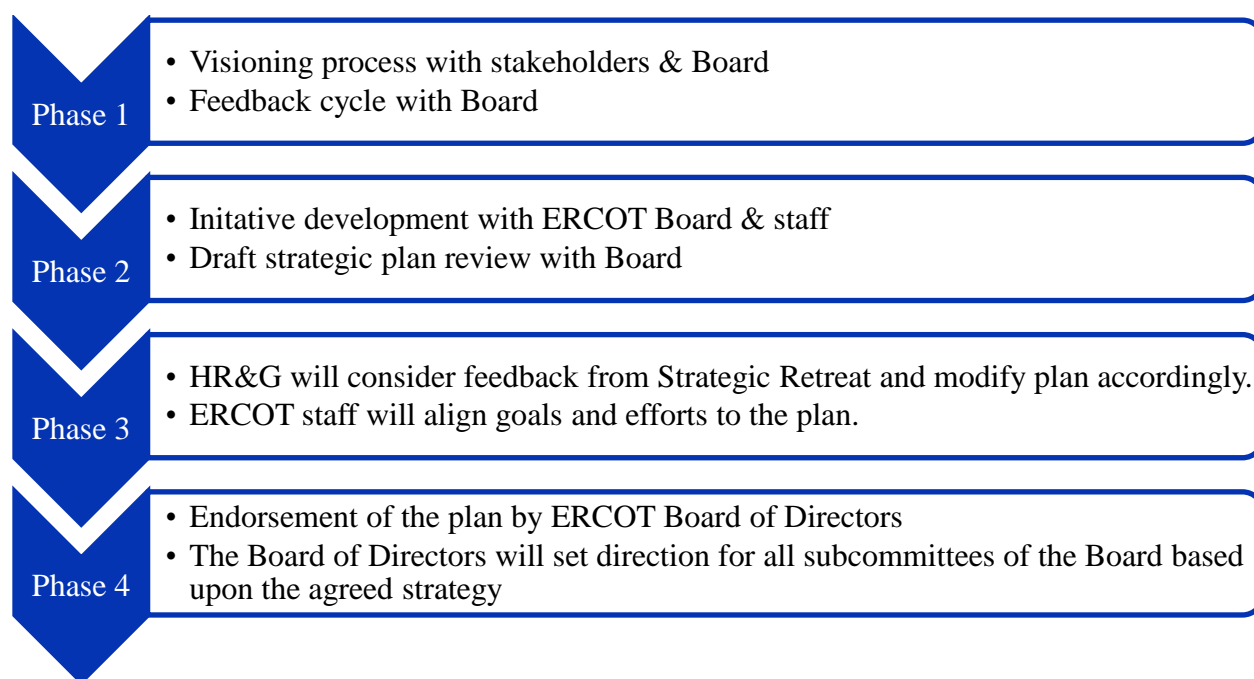 Phase 1
• Visioning process with stakeholders & Board
• Feedback cycle with Board
Phase 2
• Initative development with ERCOT Board & staff
• Draft strategic plan review with Board
Phase 3
• HR&G will consider feedback from Strategic Retreat and modify plan accordingly.
• ERCOT staff will align goals and efforts to the plan.
Phase 4
• Endorsement of the plan by ERCOT Board of Directors
• The Board of Directors will set direction for all subcommittees of the Board based
upon the agreed strategy